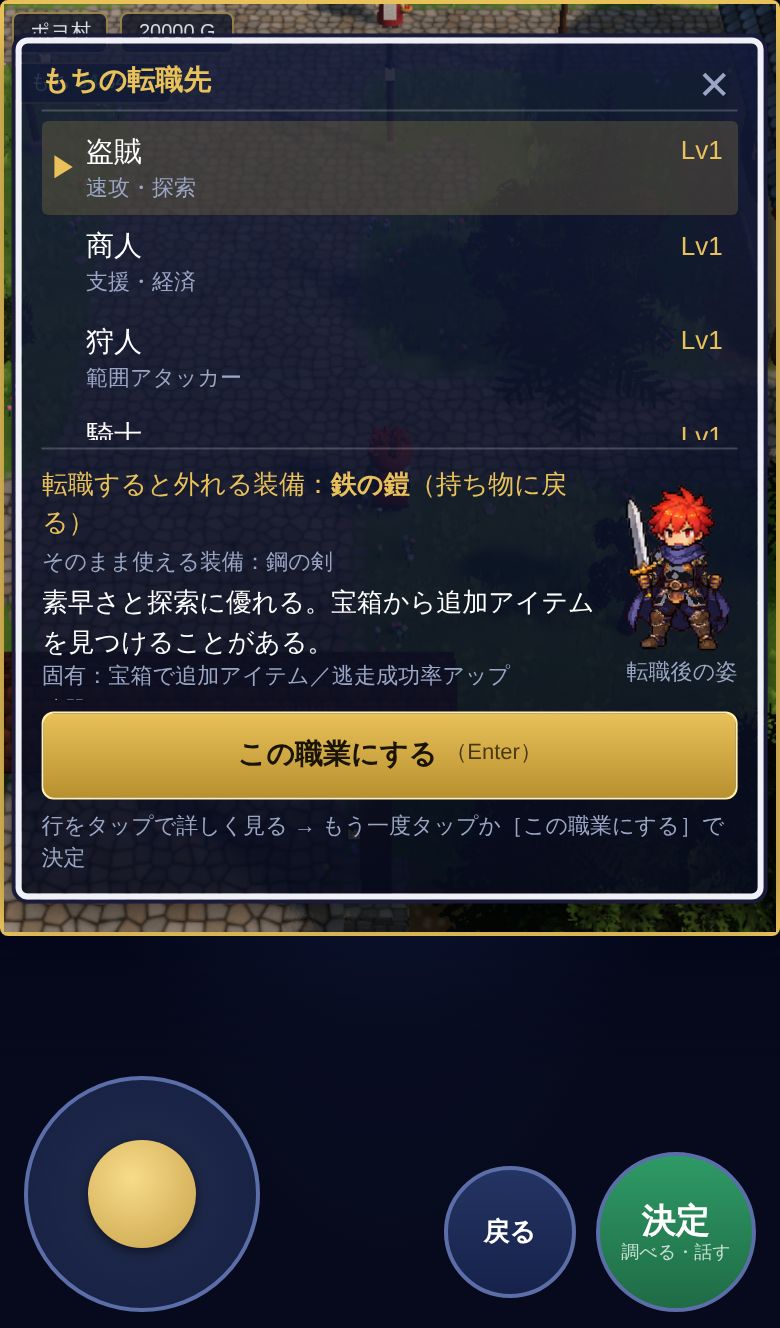 ポヨ村 20000 G
もちの転職先 ✕
▶ 盗賊 Lv1
速攻・探索
商人 Lv1
支援・経済
狩人 Lv1
範囲アタッカー
騎士 Lv1
転職すると外れる装備：鉄の鎧（持ち物に戻
る）
そのまま使える装備：鋼の剣
素早さと探索に優れる。宝箱から追加アイテム
を見つけることがある。
固有：宝箱で追加アイテム／逃走成功率アップ
転職後の姿
この職業にする （Enter）
行をタップで詳しく見る → もう一度タップか［この職業にする］で
決定
戻る
決定
調べる・話す